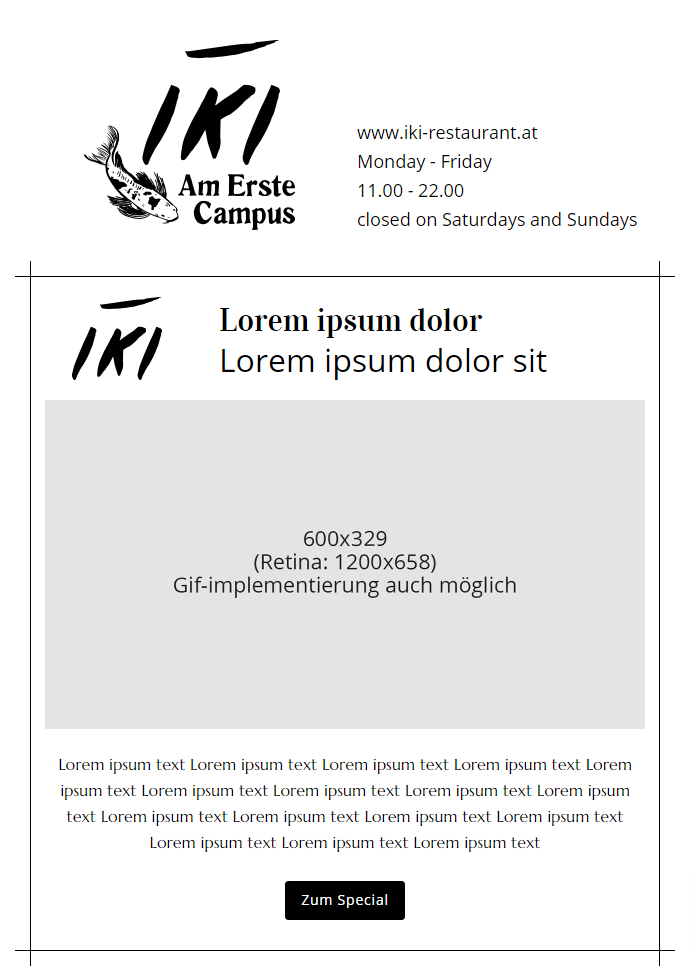 IKI
Am Erste
Campus
www.iki-restaurant.at
Monday - Friday
11.00 - 22.00
closed on Saturdays and Sundays
IKI
Lorem ipsum dolor
Lorem ipsum dolor sit
600x329
(Retina: 1200x658)
Gif-implementierung auch möglich
Lorem ipsum text Lorem ipsum text Lorem ipsum text Lorem ipsum text Lorem
ipsum text Lorem ipsum text Lorem ipsum text Lorem ipsum text Lorem ipsum
text Lorem ipsum text Lorem ipsum text Lorem ipsum text Lorem ipsum text
Lorem ipsum text Lorem ipsum text Lorem ipsum text
Zum Special